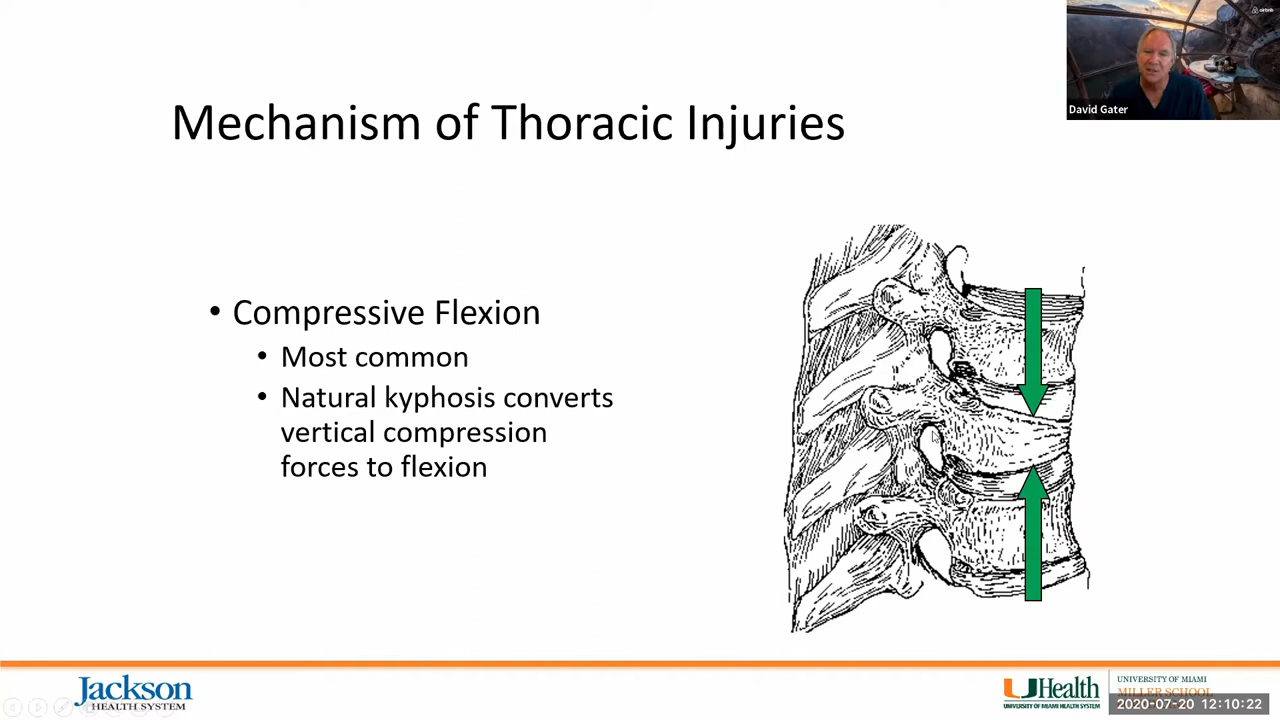 airbnb
David Gater
Mechanism of Thoracic Injuries
• Compressive Flexion
• Most common
• Natural kyphosis converts
vertical compression
forces to flexion
Jackson
HEALTH SYSTEM
UHealth
UNIVERSITY OF MIAMI HEALTH SYSTEM
UNIVERSITY OF MIAMI
MILLER SCHOOL
2020-07-20 12:10:22